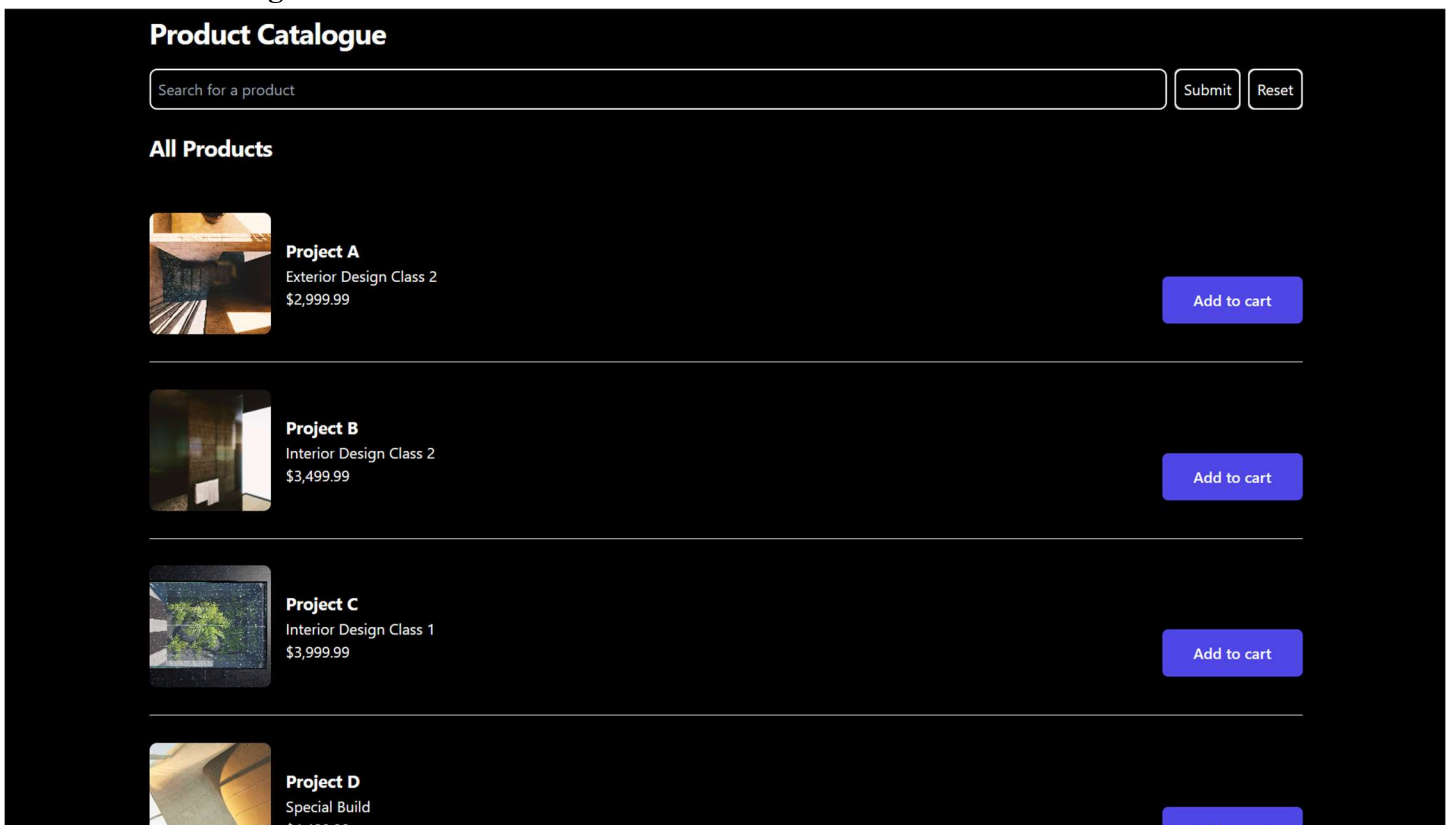 Product Catalogue
Search for a product
Submit
Reset
All Products
Project A
Exterior Design Class 2
$2,999.99
Add to cart
Project B
Interior Design Class 2
$3,499.99
Add to cart
Project C
Interior Design Class 1
$3,999.99
Add to cart
Project D
Special Build